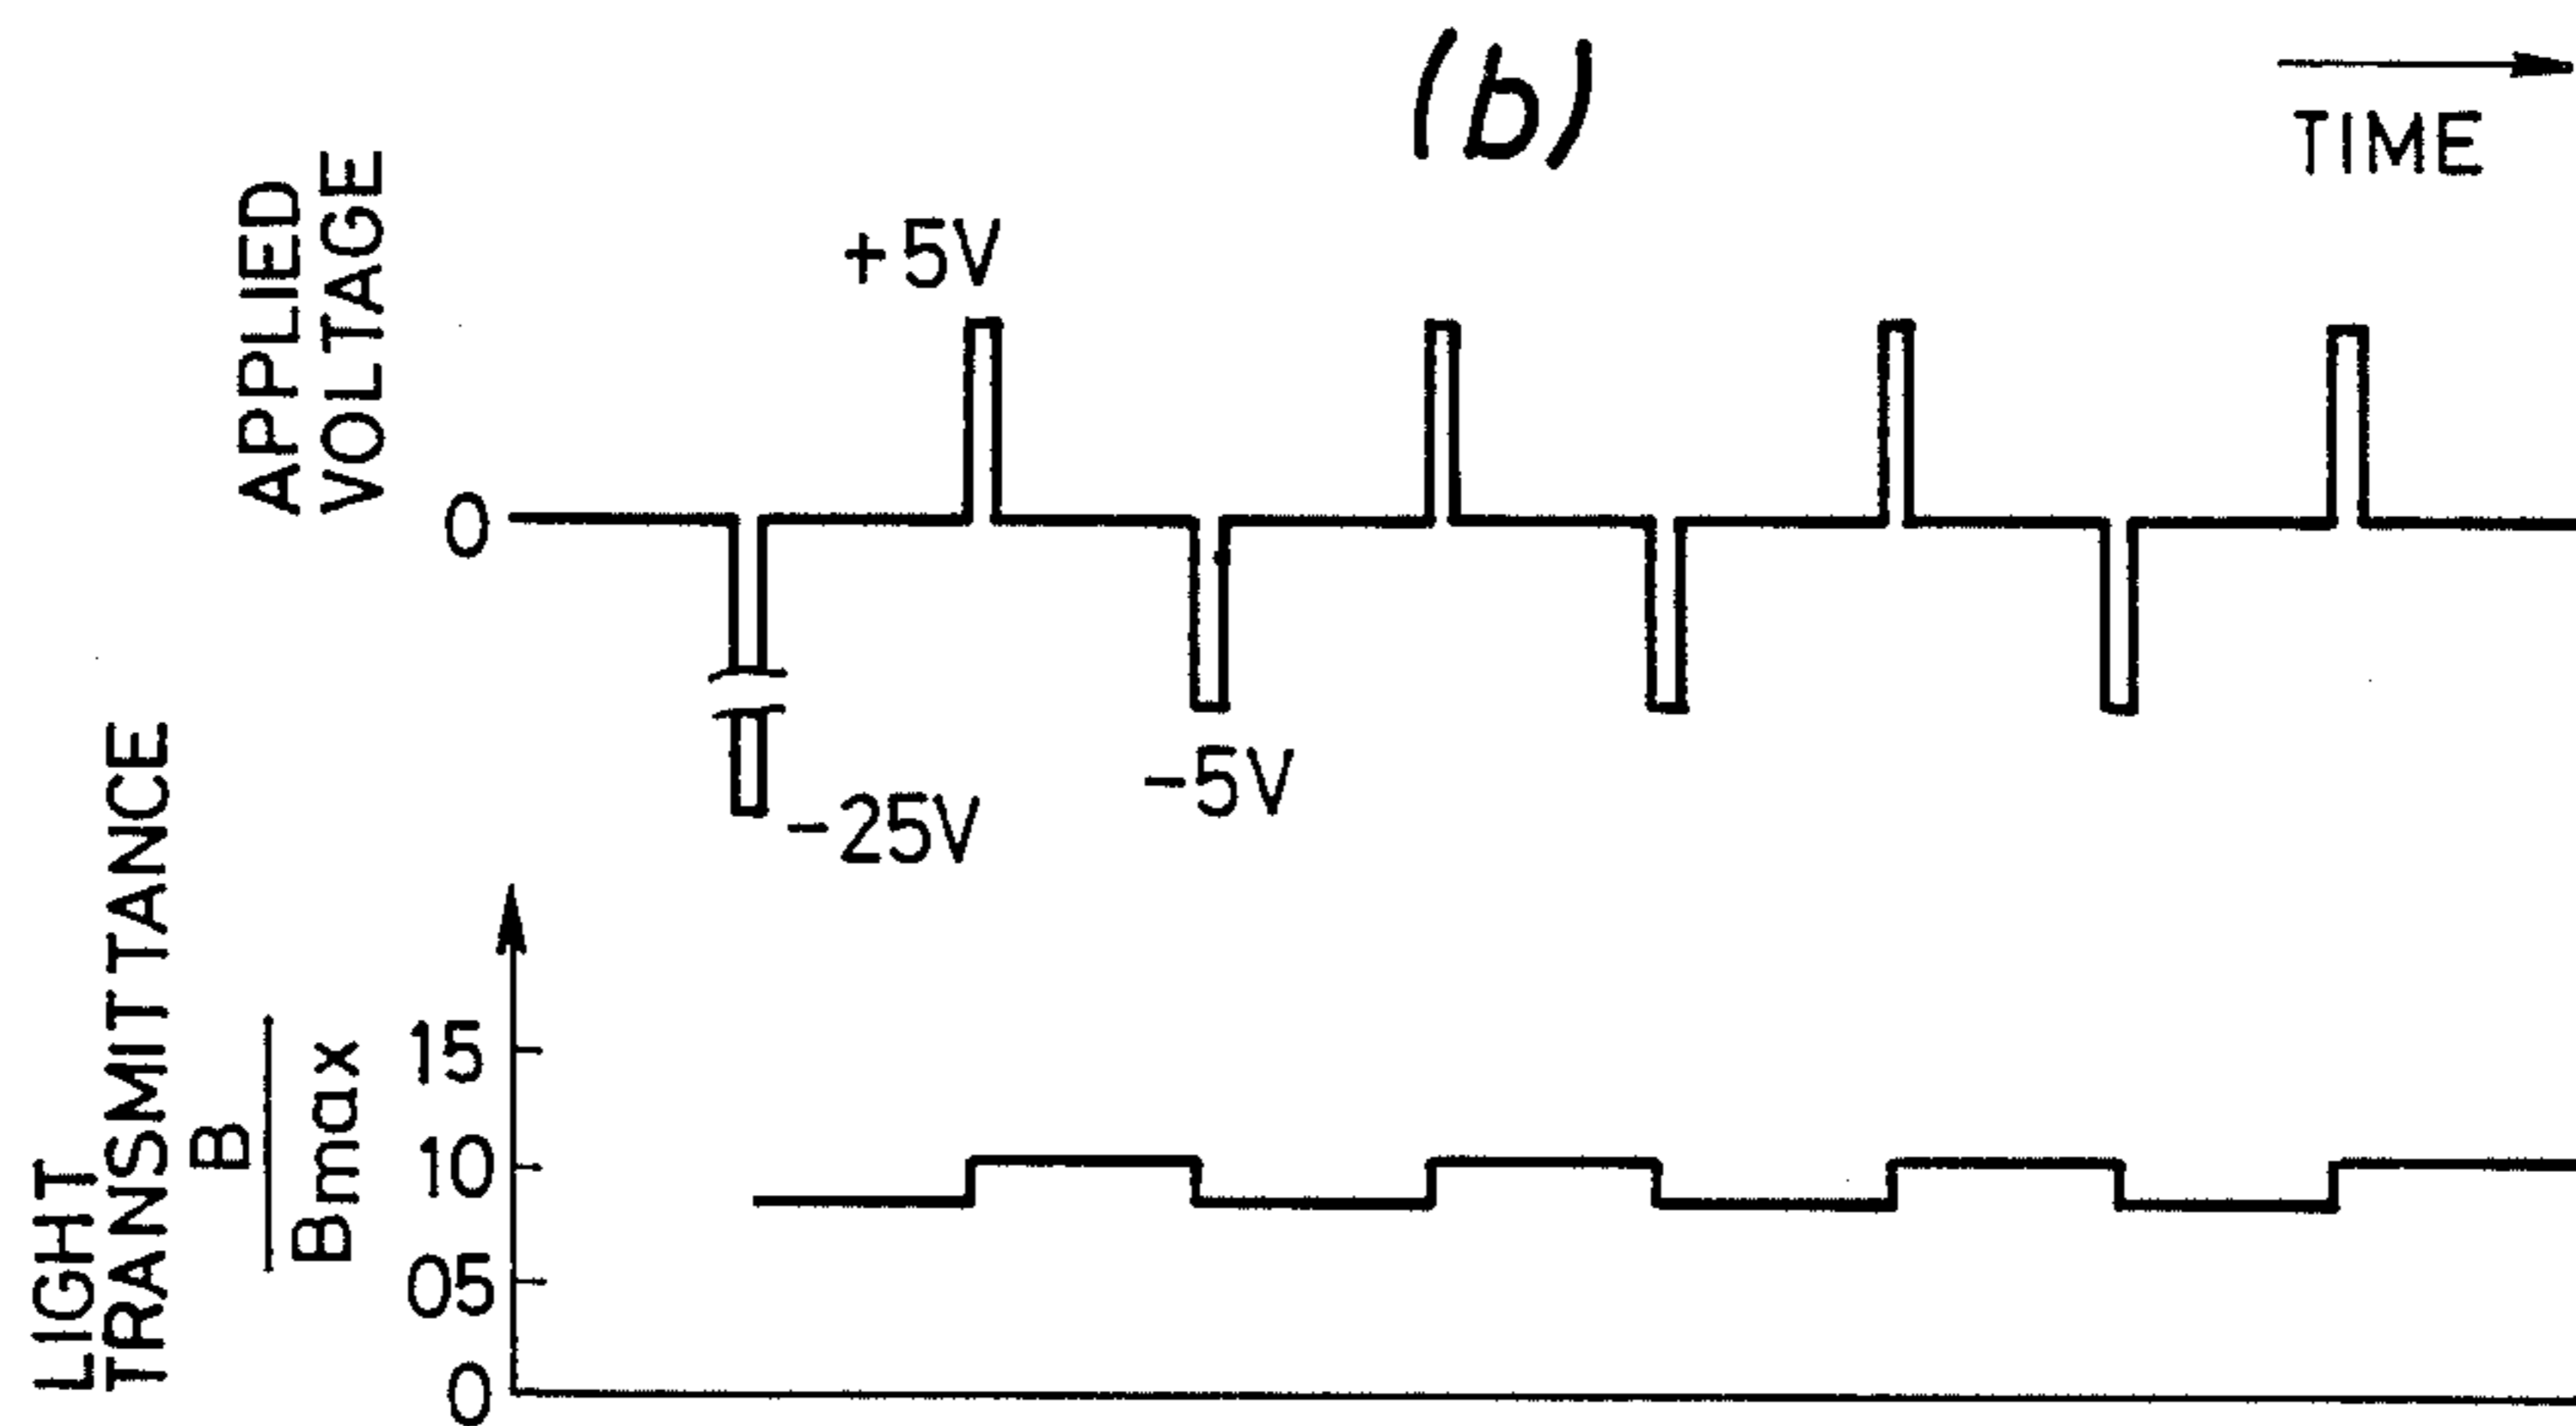 (b)
TIME
APPLIED
VOLTAGE
+5V
0
-25V
-5V
LIGHT
TRANSMITTANCE
B
Bmax
15
10
05
0